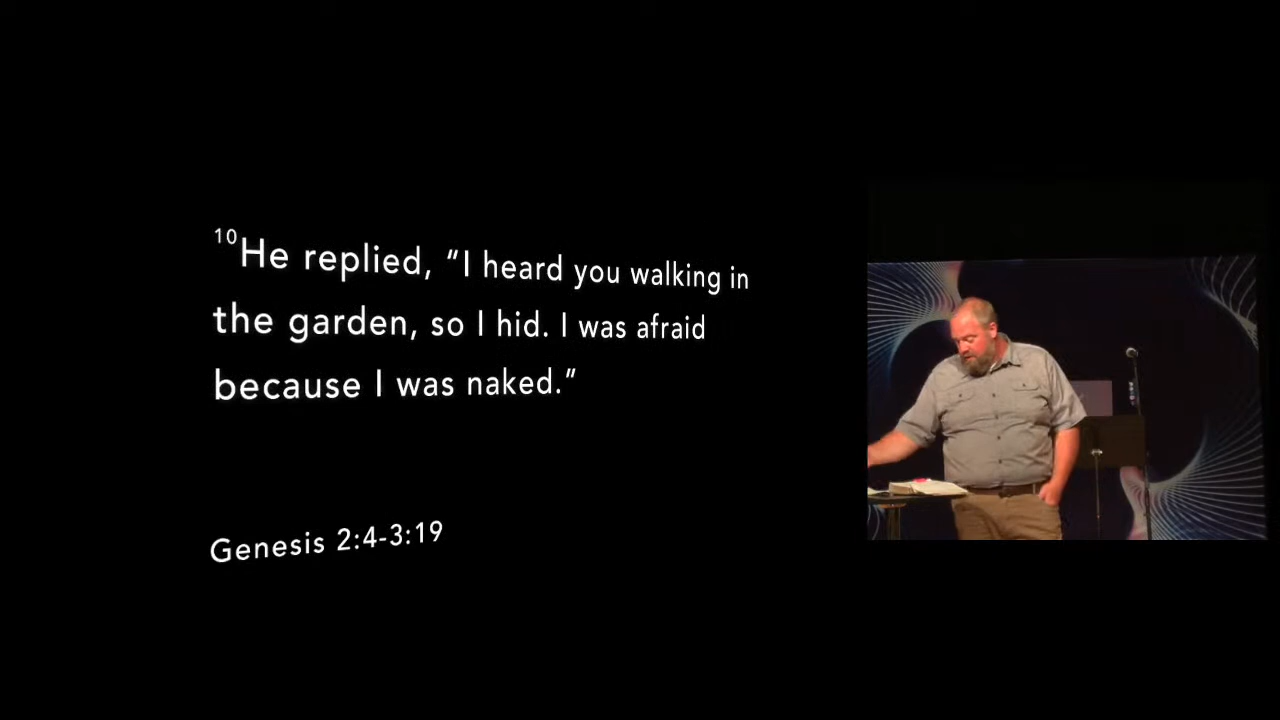 10He replied, “I heard you walking in
the garden, so I hid. I was afraid
because I was naked.”
Genesis 2:4-3:19